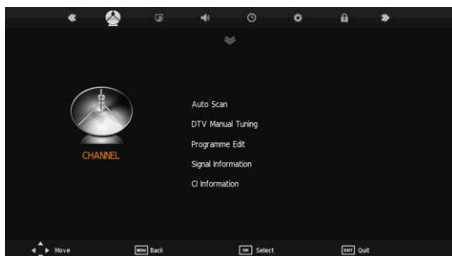 Auto Scan
DTV Manual Tuning
Programme Edit
CHANNEL
Signal Information
CI Information
Move
MENU Back
OK Select
EXIT Quit